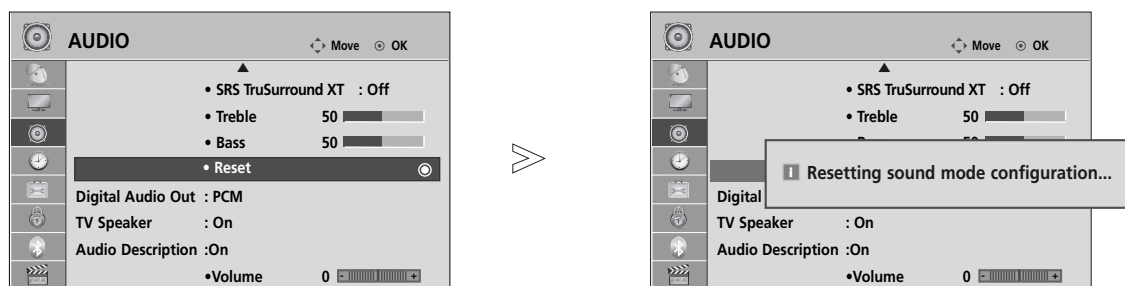 AUDIO
Move
OK
• SRS TruSurround XT : Off
• Treble 50
• Bass 50
• Reset
Digital Audio Out : PCM
TV Speaker : On
Audio Description :On
•Volume 0 - +
AUDIO
Move
OK
• SRS TruSurround XT : Off
• Treble 50
Resetting sound mode configuration...
Digital
TV Speaker : On
Audio Description :On
•Volume 0 - +